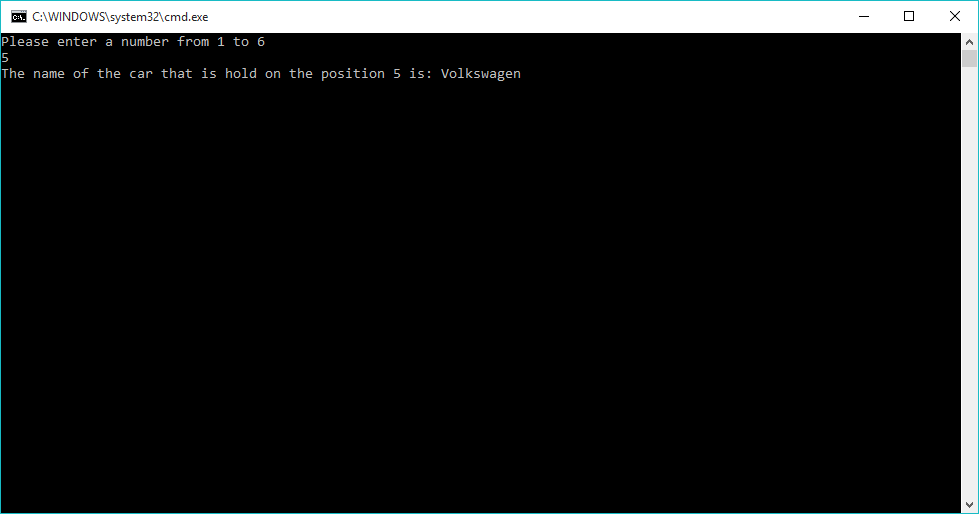 C:\WINDOWS\system32\cmd.exe
Please enter a number from 1 to 6
5
The name of the car that is hold on the position 5 is: Volkswagen